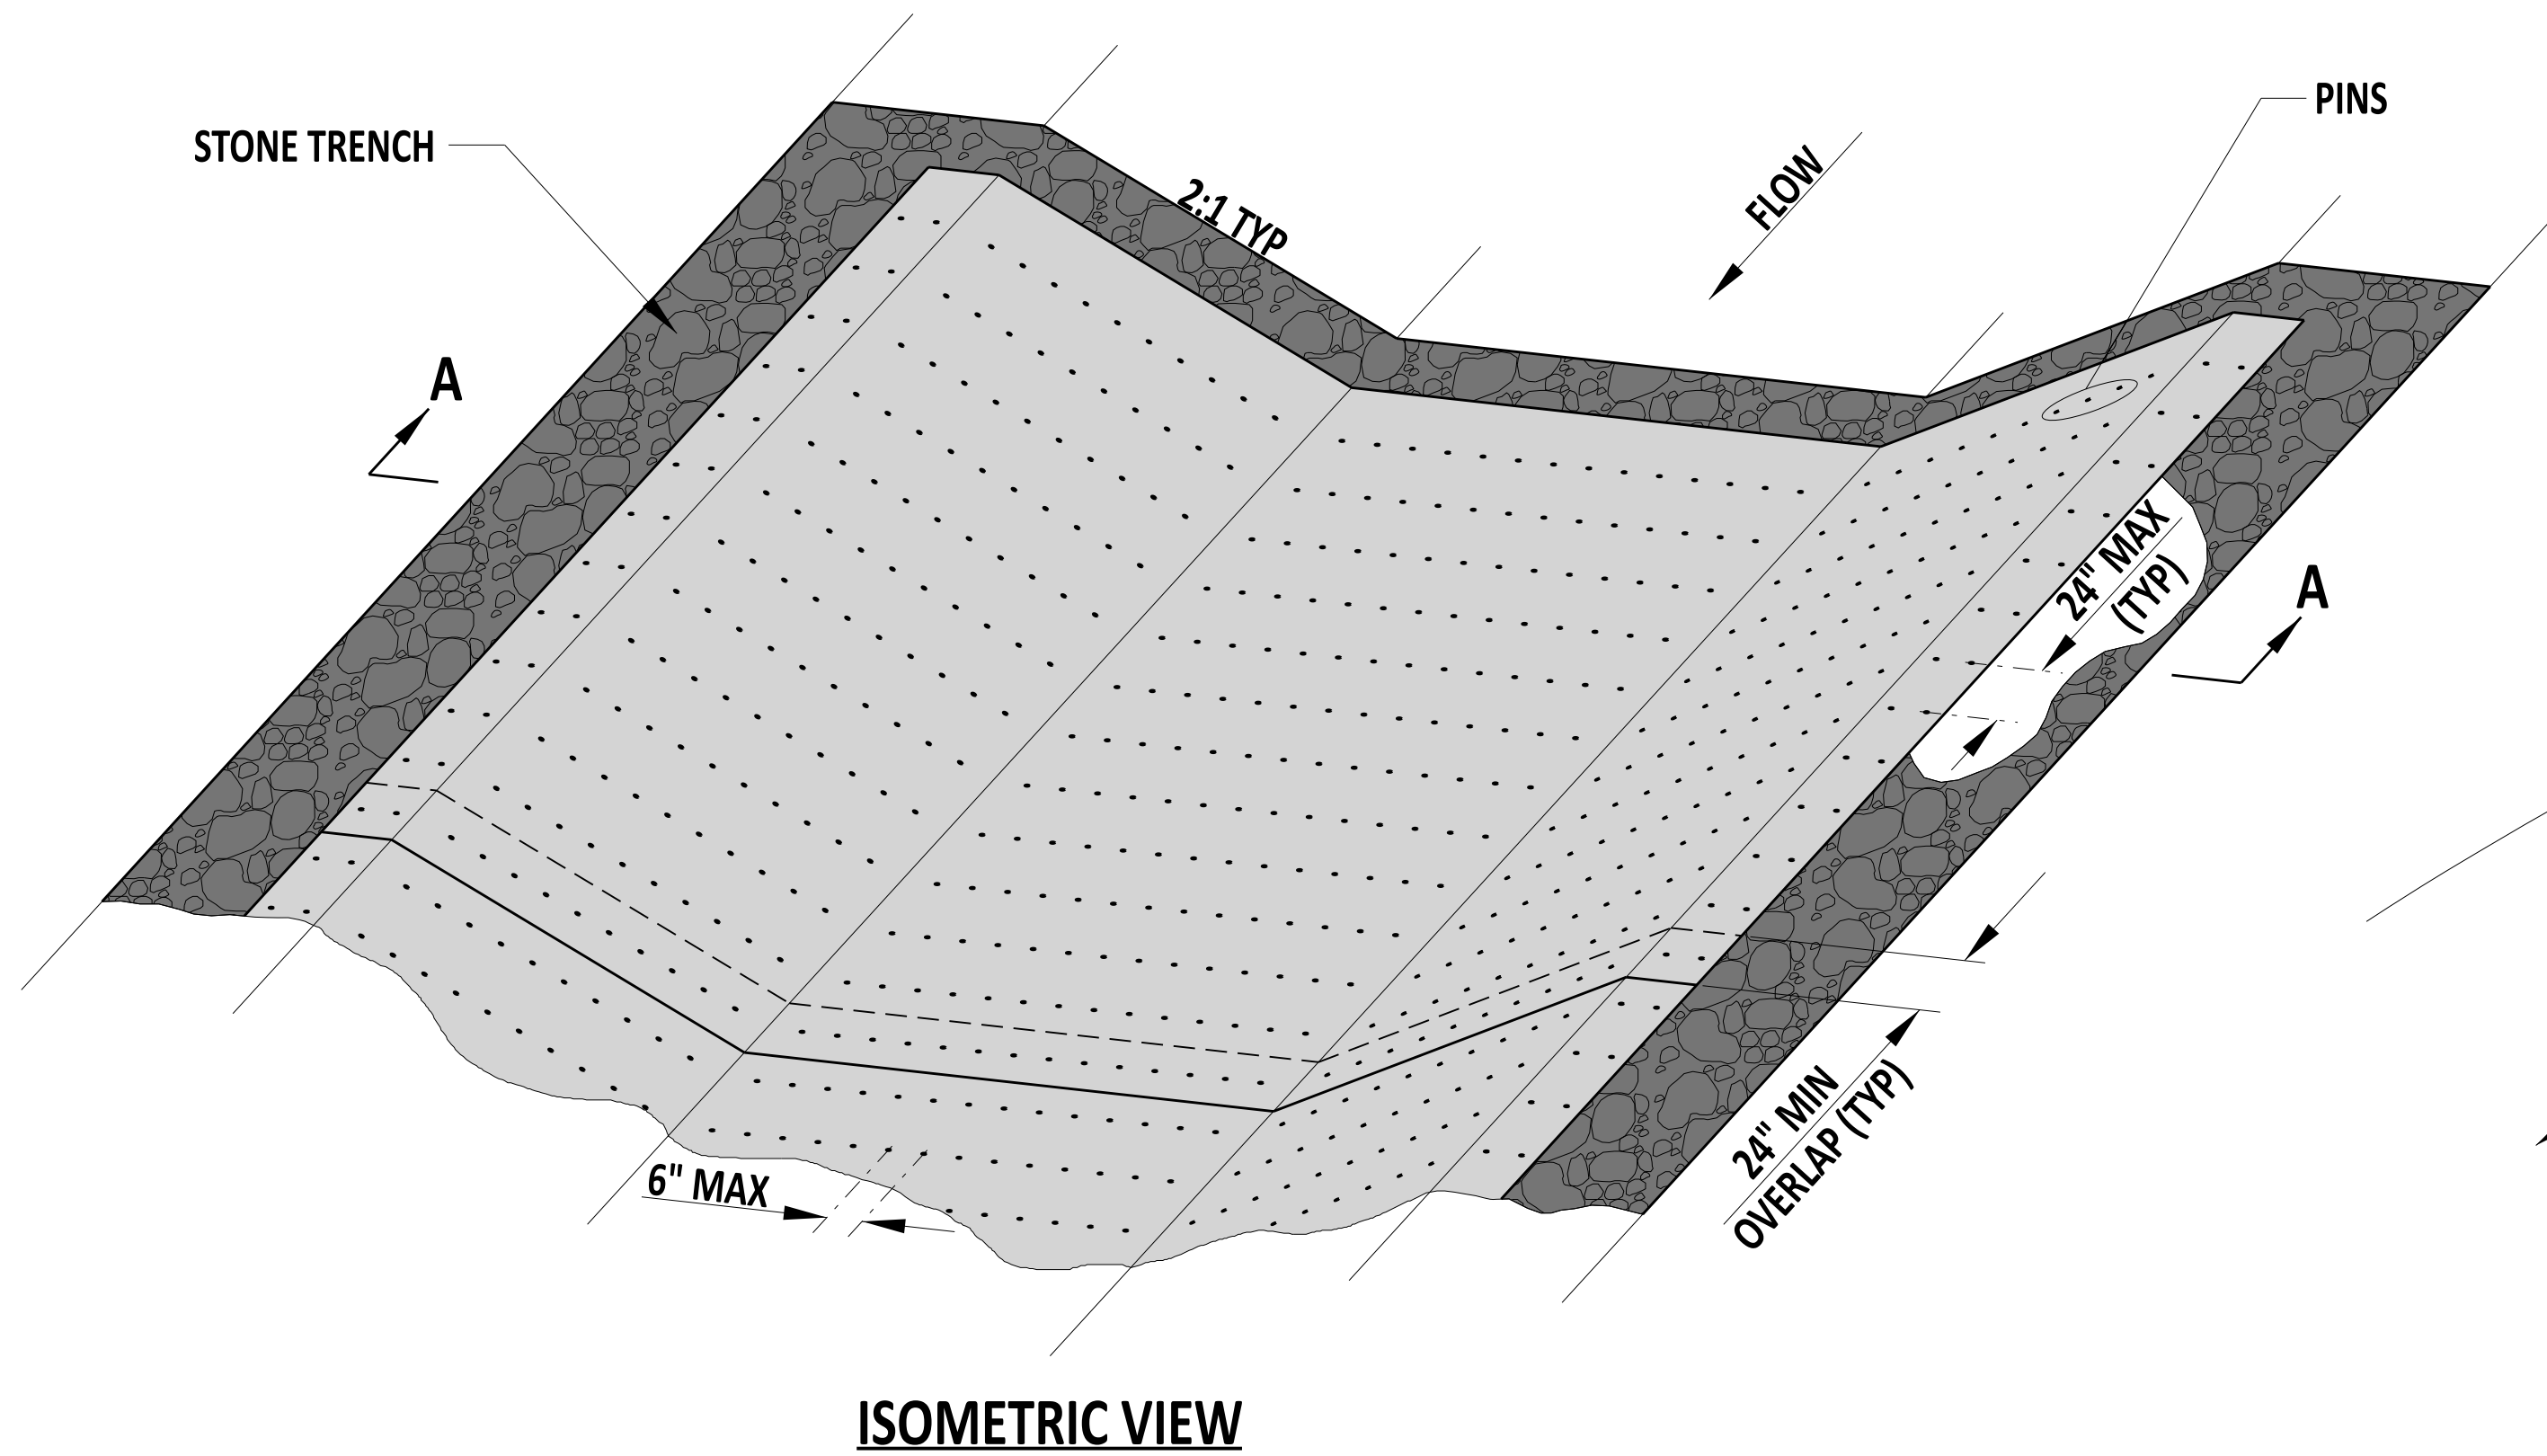 STONE TRENCH
PINS
2:1 TYP
FLOW
A
24" MAX
(TYP)
A
24" MIN
OVERLAP (TYP)
6" MAX
ISOMETRIC VIEW